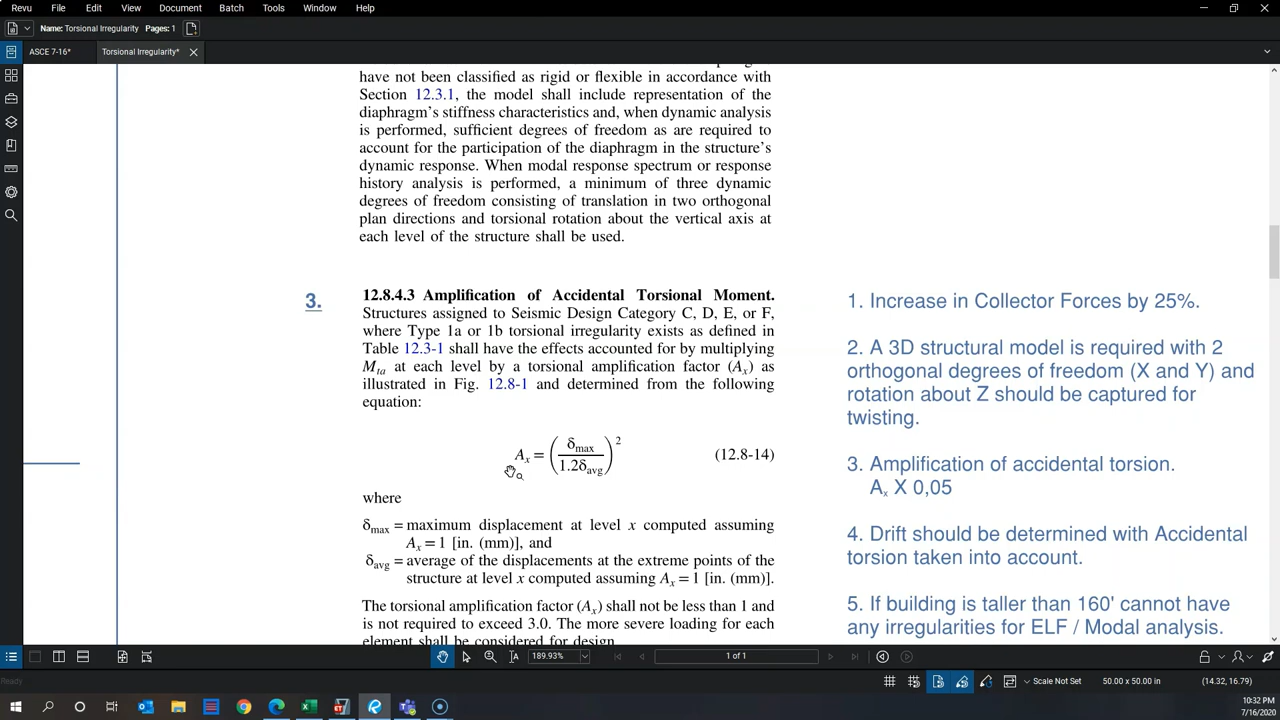 Revu File Edit View Document Batch Tools Window Help
Name: Torsional Irregularity Pages: 1
ASCE 7-16* Torsional Irregularity*
have not been classified as rigid or flexible in accordance with
Section 12.3.1, the model shall include representation of the
diaphragm's stiffness characteristics and, when dynamic analysis
is performed, sufficient degrees of freedom as are required to
account for the participation of the diaphragm in the structure's
dynamic response. When modal response spectrum or response
history analysis is performed, a minimum of three dynamic
degrees of freedom consisting of translation in two orthogonal
plan directions and torsional rotation about the vertical axis at
each level of the structure shall be used.
3.
12.8.4.3 Amplification of Accidental Torsional Moment.
Structures assigned to Seismic Design Category C, D, E, or F,
where Type 1a or 1b torsional irregularity exists as defined in
Table 12.3-1 shall have the effects accounted for by multiplying
Mta at each level by a torsional amplification factor (Ax) as
illustrated in Fig. 12.8-1 and determined from the following
equation:
Ax = (δmax / 1.2δavg)² (12.8-14)
where
δmax = maximum displacement at level x computed assuming
Ax = 1 [in. (mm)], and
δavg = average of the displacements at the extreme points of the
structure at level x computed assuming Ax = 1 [in. (mm)].
The torsional amplification factor (Ax) shall not be less than 1 and
is not required to exceed 3.0. The more severe loading for each
element shall be considered for design.
1. Increase in Collector Forces by 25%.
2. A 3D structural model is required with 2
orthogonal degrees of freedom (X and Y) and
rotation about Z should be captured for
twisting.
3. Amplification of accidental torsion.
Ax X 0,05
4. Drift should be determined with Accidental
torsion taken into account.
5. If building is taller than 160' cannot have
any irregularities for ELF / Modal analysis.
189.93% 1 of 1
Ready Scale Not Set 50.00 x 50.00 in (14.32, 16.79)
10:32 PM
7/16/2020